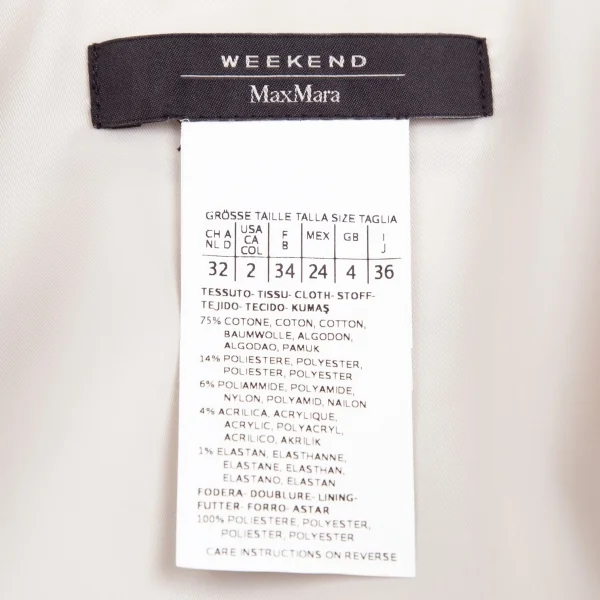 WEEKEND
MaxMara
GRÖSSE TAILLE TALLA SIZE TAGLIA
CH A NL D USA CA COL F B MEX GB I J
32 2 34 24 4 36
TESSUTO- TISSU- CLOTH- STOFF-
TEJIDO- TECIDO- KUMAŞ
75% COTONE, COTON, COTTON,
BAUMWOLLE, ALGODON,
ALGODAO, PAMUK
14% POLIESTERE, POLYESTER,
POLIESTER, POLYESTER
6% POLIAMMIDE, POLYAMIDE,
NYLON, POLYAMID, NAILON
4% ACRILICA, ACRYLIQUE,
ACRYLIC, POLYACRYL,
ACRILICO, AKRİLİK
1% ELASTAN, ELASTHANNE,
ELASTANE, ELASTHAN,
ELASTANO, ELASTAN
FODERA- DOUBLURE- LINING-
FUTTER- FORRO- ASTAR
100% POLIESTERE, POLYESTER,
POLIESTER, POLYESTER
CARE INSTRUCTIONS ON REVERSE